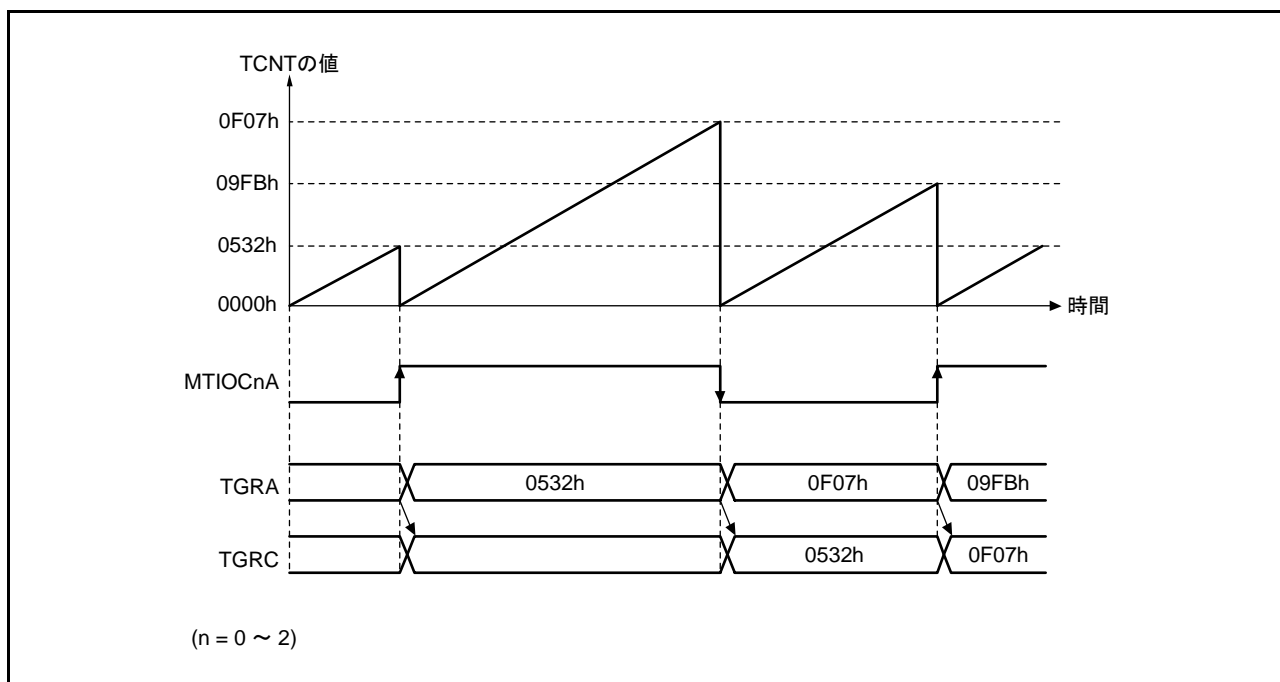 TCNTの値
0F07h
09FBh
0532h
0000h
時間
MTIOCnA
TGRA
0532h
0F07h
09FBh
TGRC
0532h
0F07h
(n = 0 ～ 2)